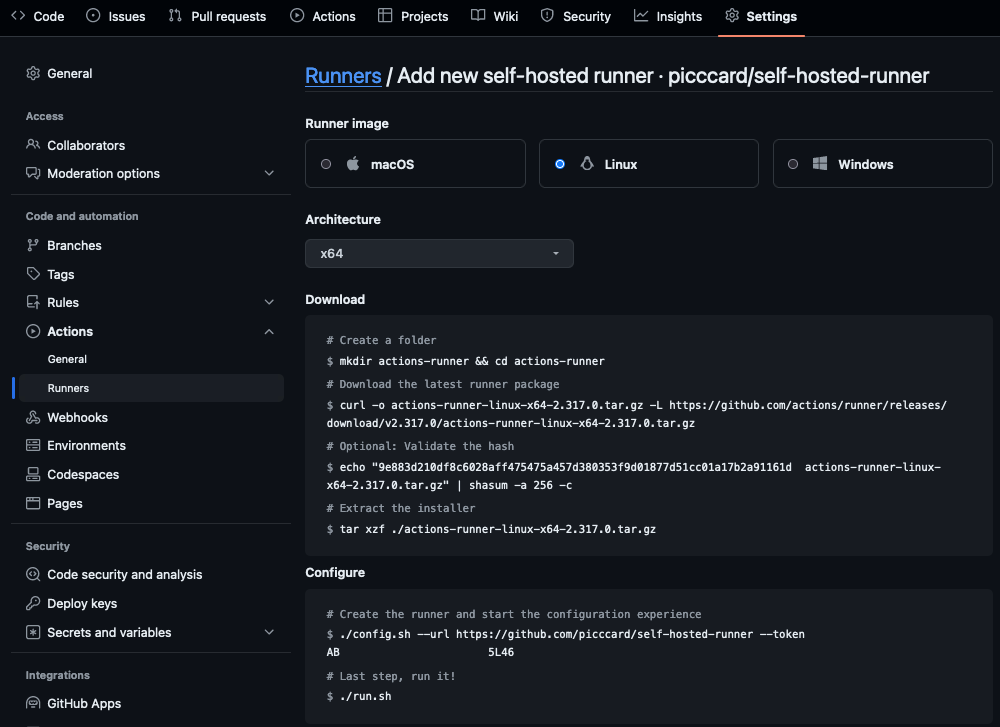 Code Issues Pull requests Actions Projects Wiki Security Insights Settings
General
Access
Collaborators
Moderation options
Code and automation
Branches
Tags
Rules
Actions
General
Runners
Webhooks
Environments
Codespaces
Pages
Security
Code security and analysis
Deploy keys
Secrets and variables
Integrations
GitHub Apps
Runners / Add new self-hosted runner · picccard/self-hosted-runner
Runner image
macOS Linux Windows
Architecture
x64
Download
# Create a folder
$ mkdir actions-runner && cd actions-runner
# Download the latest runner package
$ curl -o actions-runner-linux-x64-2.317.0.tar.gz -L https://github.com/actions/runner/releases/
download/v2.317.0/actions-runner-linux-x64-2.317.0.tar.gz
# Optional: Validate the hash
$ echo "9e883d210df8c6028aff475475a457d380353f9d01877d51cc01a17b2a91161d  actions-runner-linux-
x64-2.317.0.tar.gz" | shasum -a 256 -c
# Extract the installer
$ tar xzf ./actions-runner-linux-x64-2.317.0.tar.gz
Configure
# Create the runner and start the configuration experience
$ ./config.sh --url https://github.com/picccard/self-hosted-runner --token
AB 5L46
# Last step, run it!
$ ./run.sh